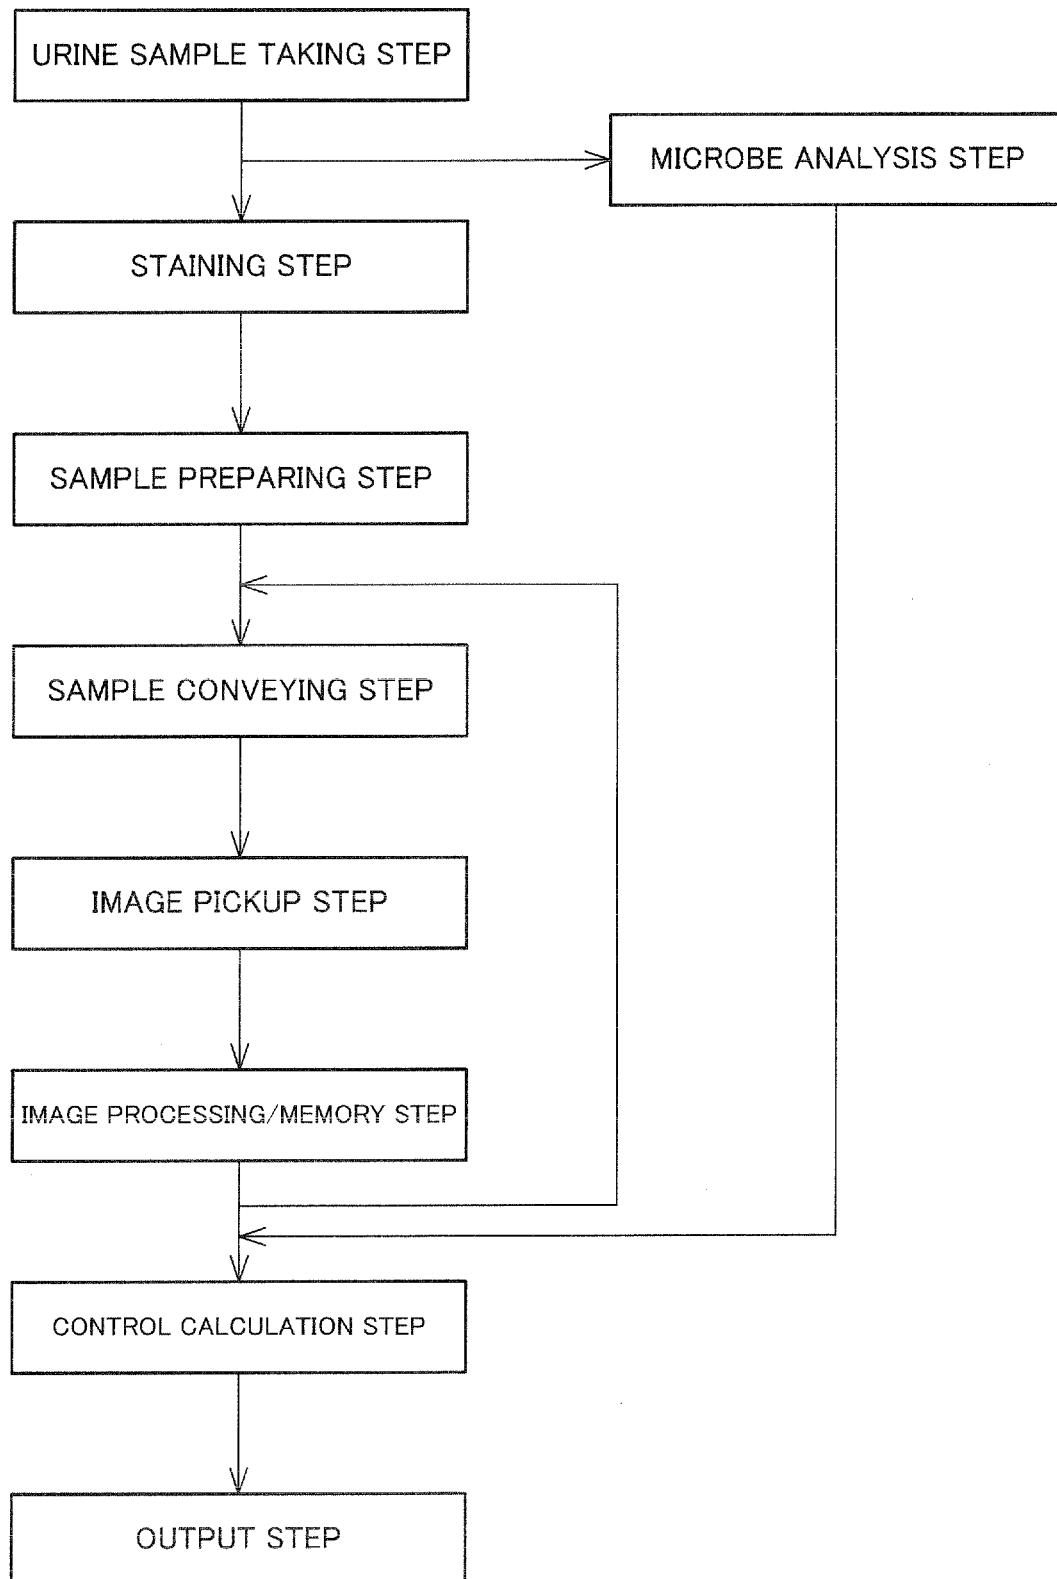 URINE SAMPLE TAKING STEP
MICROBE ANALYSIS STEP
STAINING STEP
SAMPLE PREPARING STEP
SAMPLE CONVEYING STEP
IMAGE PICKUP STEP
IMAGE PROCESSING/MEMORY STEP
CONTROL CALCULATION STEP
OUTPUT STEP